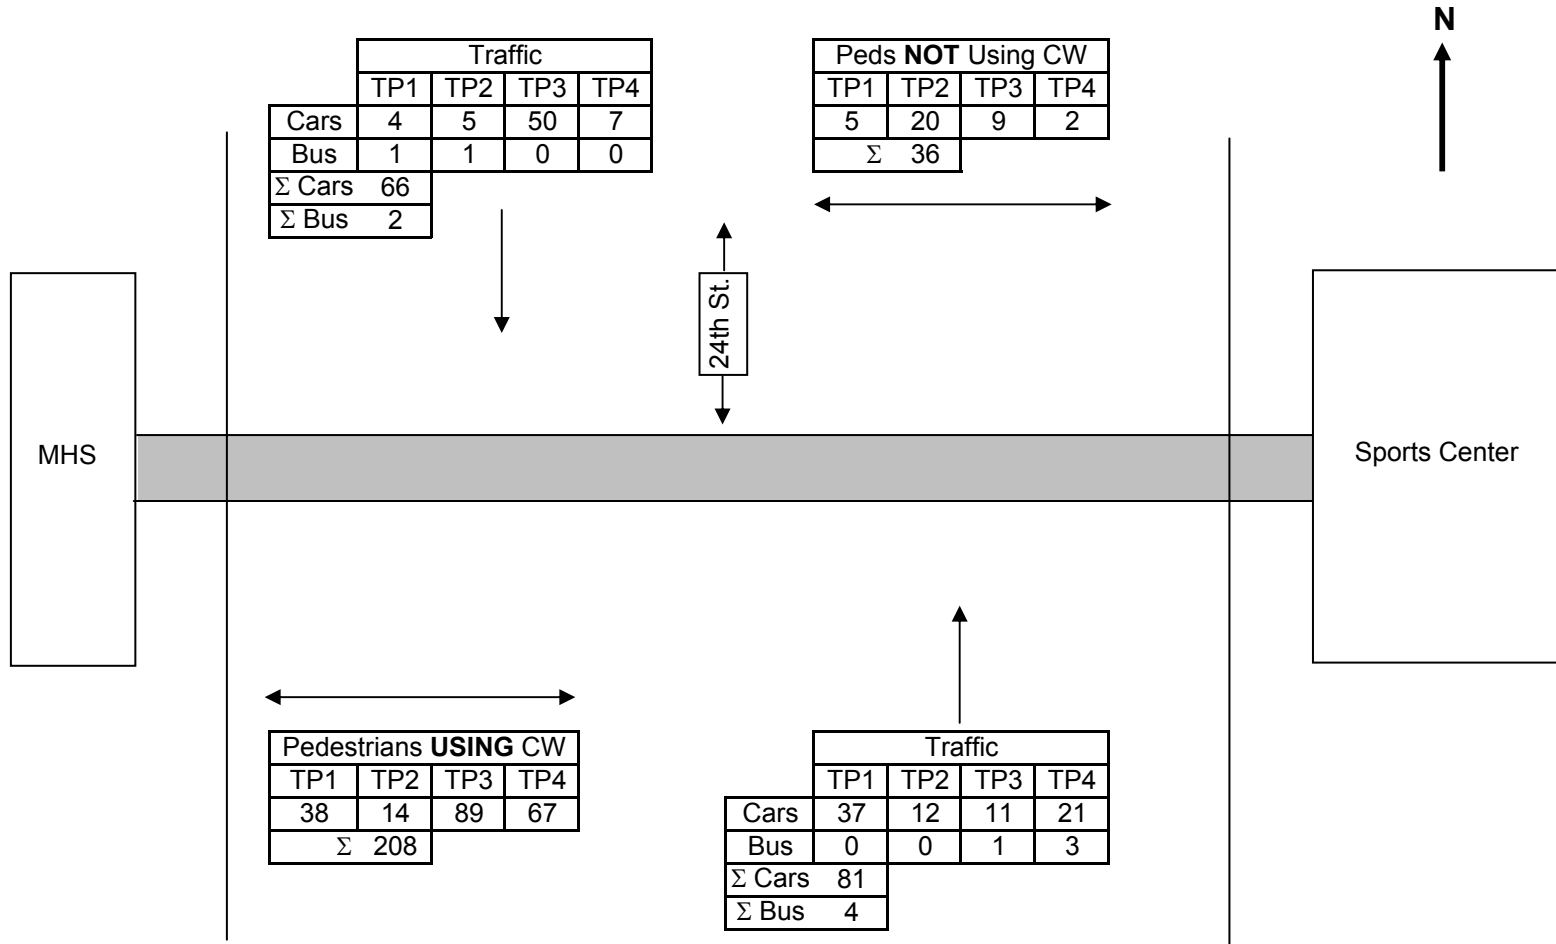 N
Traffic
TP1 TP2 TP3 TP4
Cars 4 5 50 7
Bus 1 1 0 0
Σ Cars 66
Σ Bus 2
Peds NOT Using CW
TP1 TP2 TP3 TP4
5 20 9 2
Σ 36
24th St.
MHS
Sports Center
Pedestrians USING CW
TP1 TP2 TP3 TP4
38 14 89 67
Σ 208
Traffic
TP1 TP2 TP3 TP4
Cars 37 12 11 21
Bus 0 0 1 3
Σ Cars 81
Σ Bus 4